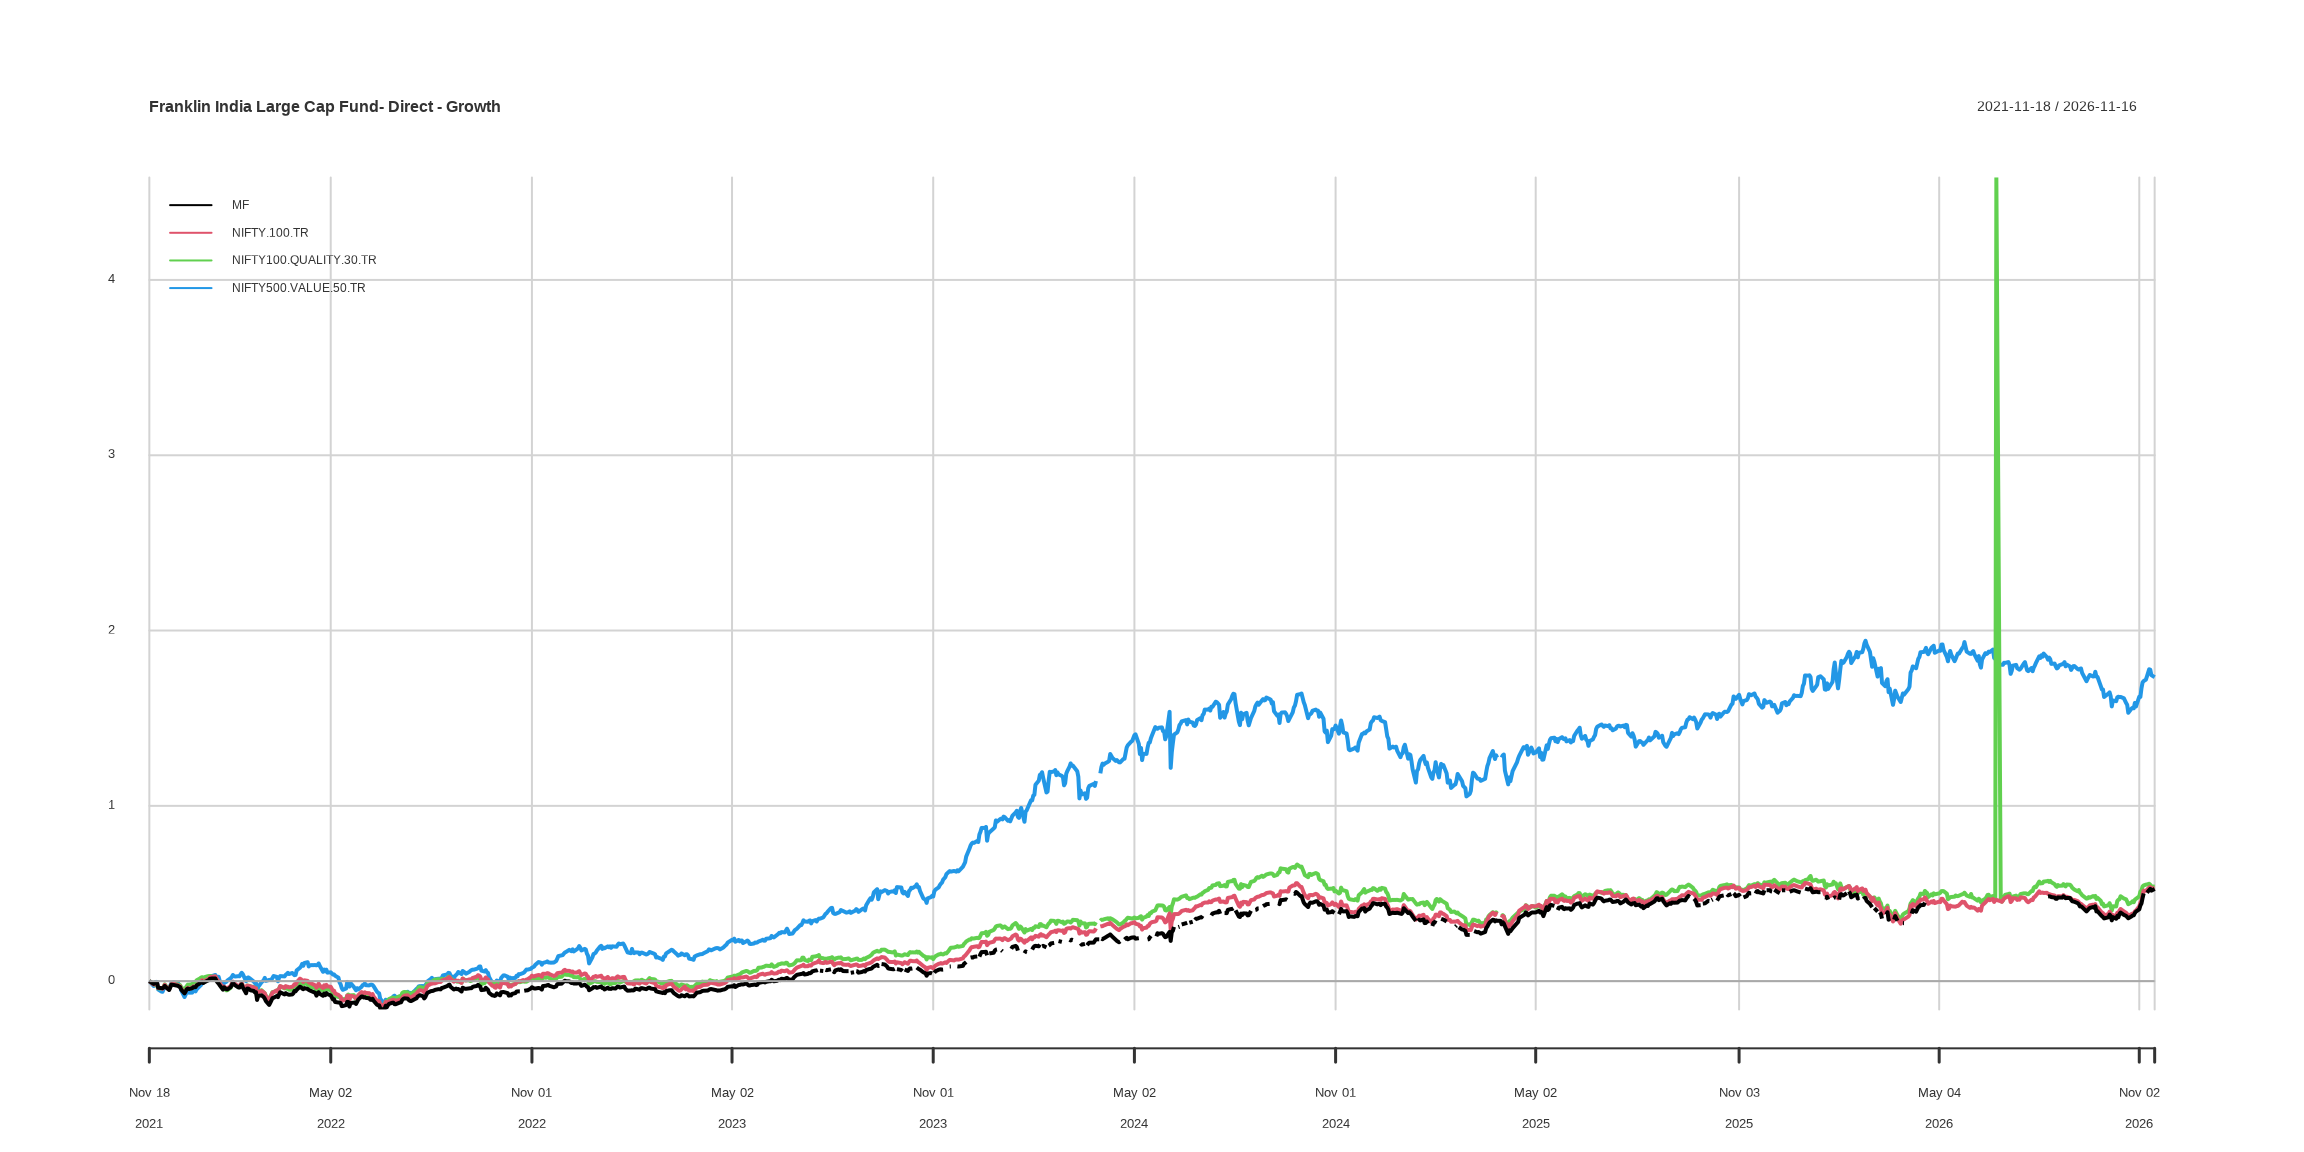 Franklin India Large Cap Fund- Direct - Growth
2021-11-18 / 2026-11-16
MF
NIFTY.100.TR
NIFTY100.QUALITY.30.TR
NIFTY500.VALUE.50.TR
4
3
2
1
0
Nov 18 May 02 Nov 01 May 02 Nov 01 May 02 Nov 01 May 02 Nov 03 May 04 Nov 02
2021 2022 2022 2023 2023 2024 2024 2025 2025 2026 2026